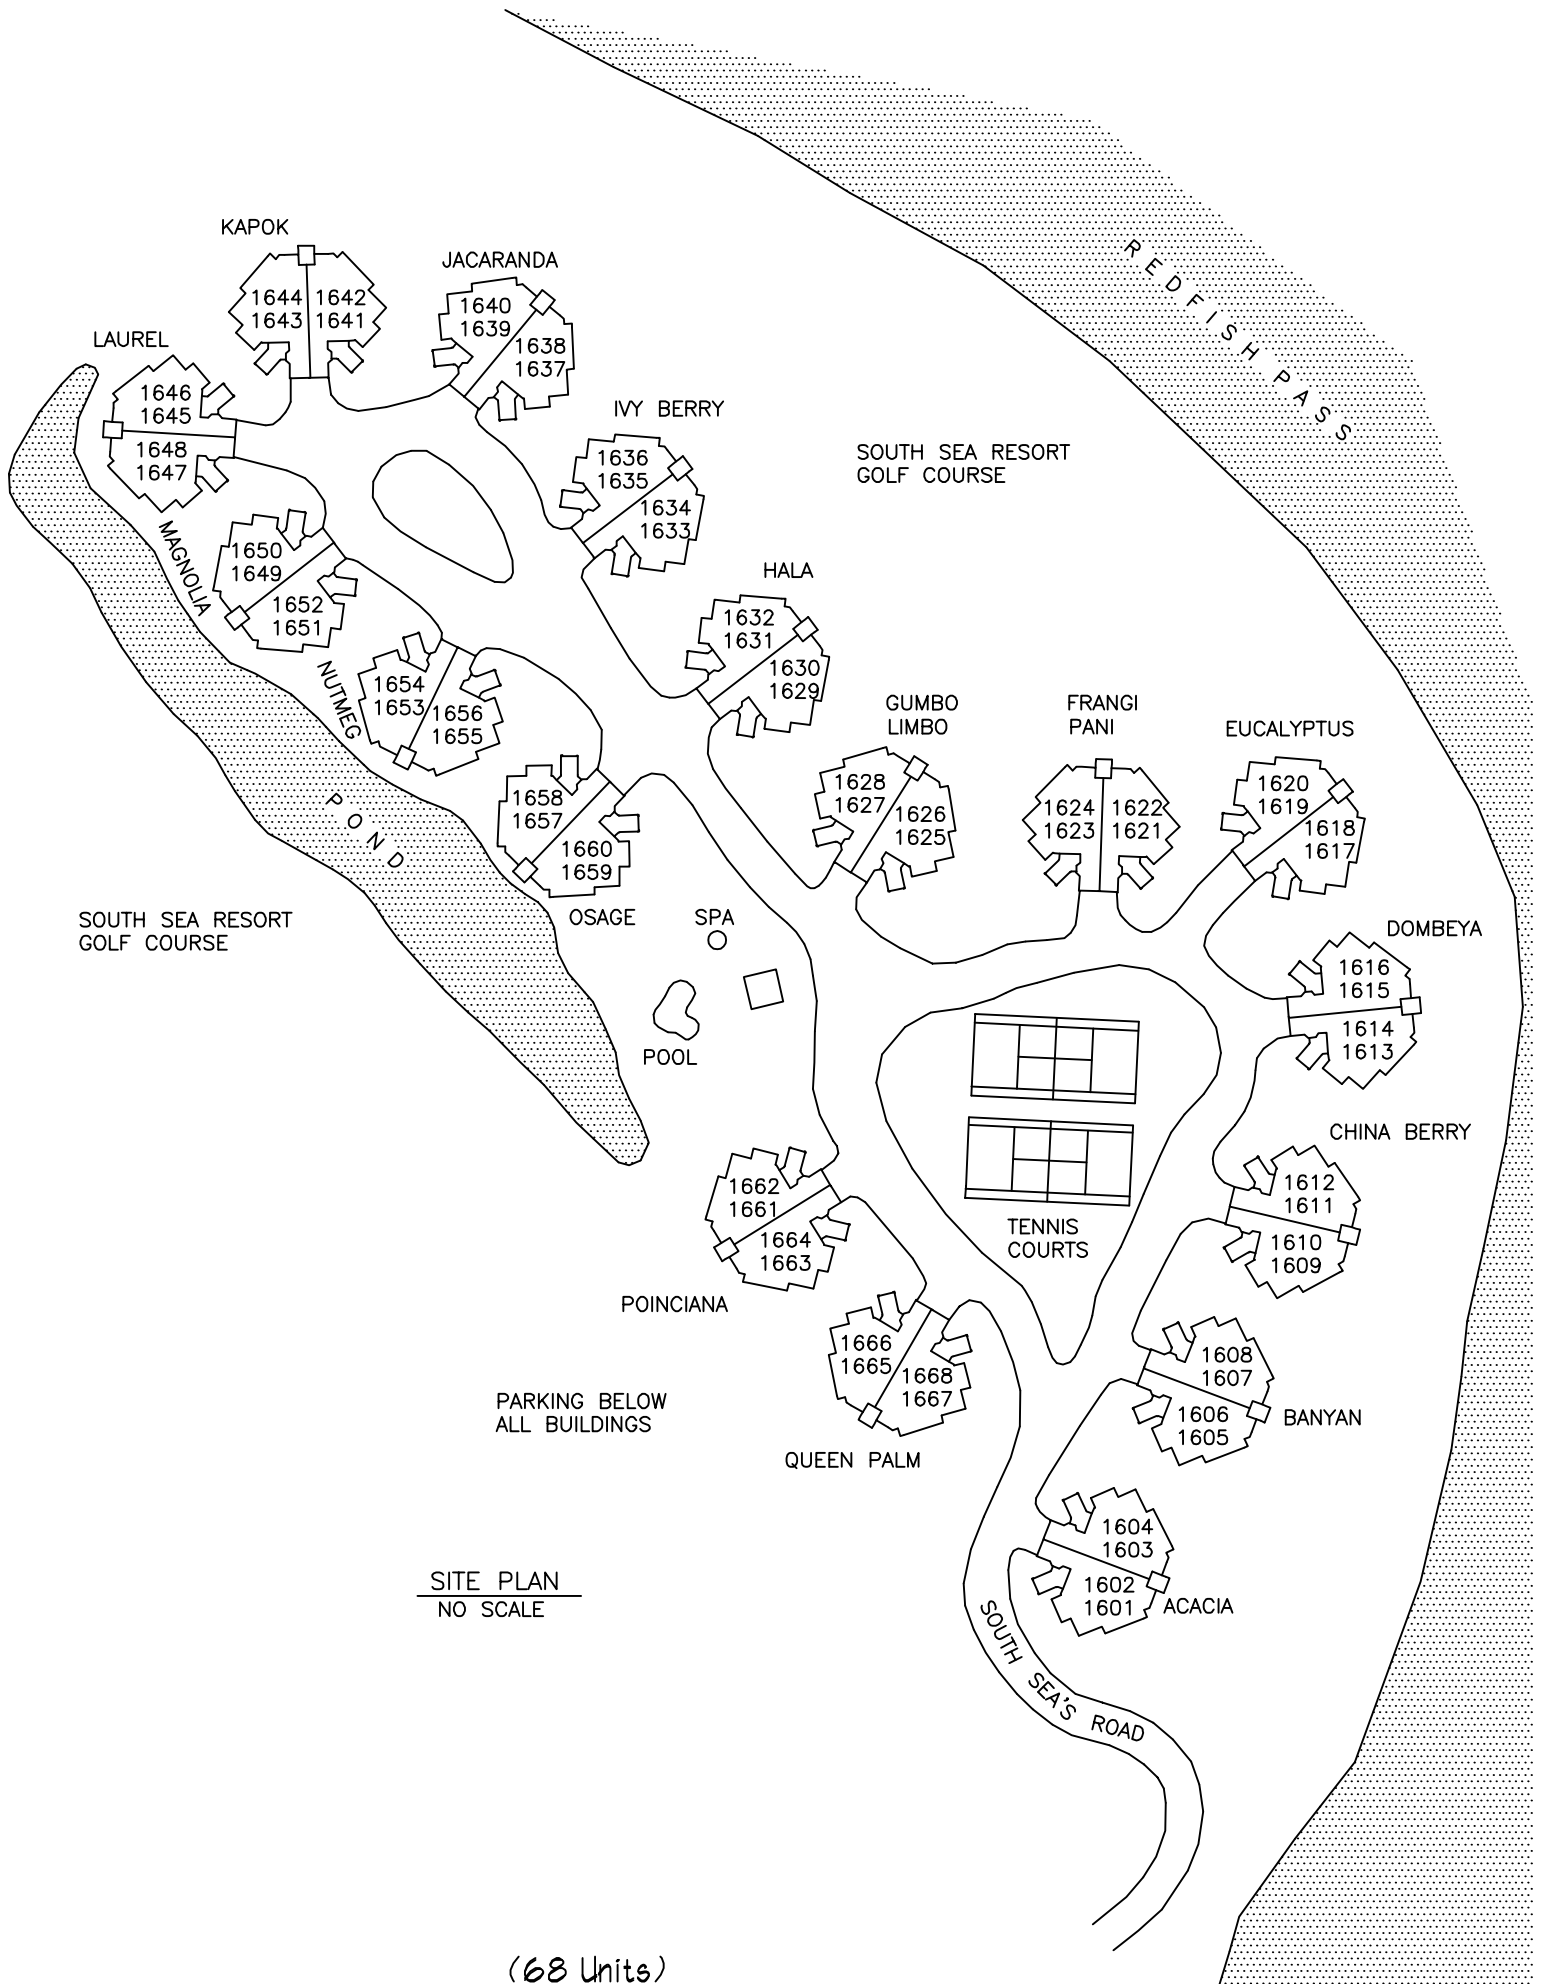 KAPOK
1644 1642
1643 1641
JACARANDA
1640
1639
1638
1637
LAUREL
1646
1645
1648
1647
IVY BERRY
1636
1635
1634
1633
REDFISH PASS
SOUTH SEA RESORT
GOLF COURSE
MAGNOLIA
1650
1649
1652
1651
HALA
1632
1631
1630
1629
NUTMEG
1654
1653
1656
1655
GUMBO
LIMBO
1628
1627
1626
1625
FRANGI
PANI
1624 1622
1623 1621
EUCALYPTUS
1620
1619
1618
1617
POND
1658
1657
1660
1659
OSAGE
SOUTH SEA RESORT
GOLF COURSE
SPA
POOL
DOMBEYA
1616
1615
1614
1613
CHINA BERRY
1612
1611
1610
1609
TENNIS
COURTS
1662
1661
1664
1663
POINCIANA
1666
1665
1668
1667
QUEEN PALM
1608
1607
1606
1605
BANYAN
PARKING BELOW
ALL BUILDINGS
1604
1603
1602
1601
ACACIA
SITE PLAN
NO SCALE
SOUTH SEA'S ROAD
(68 Units)